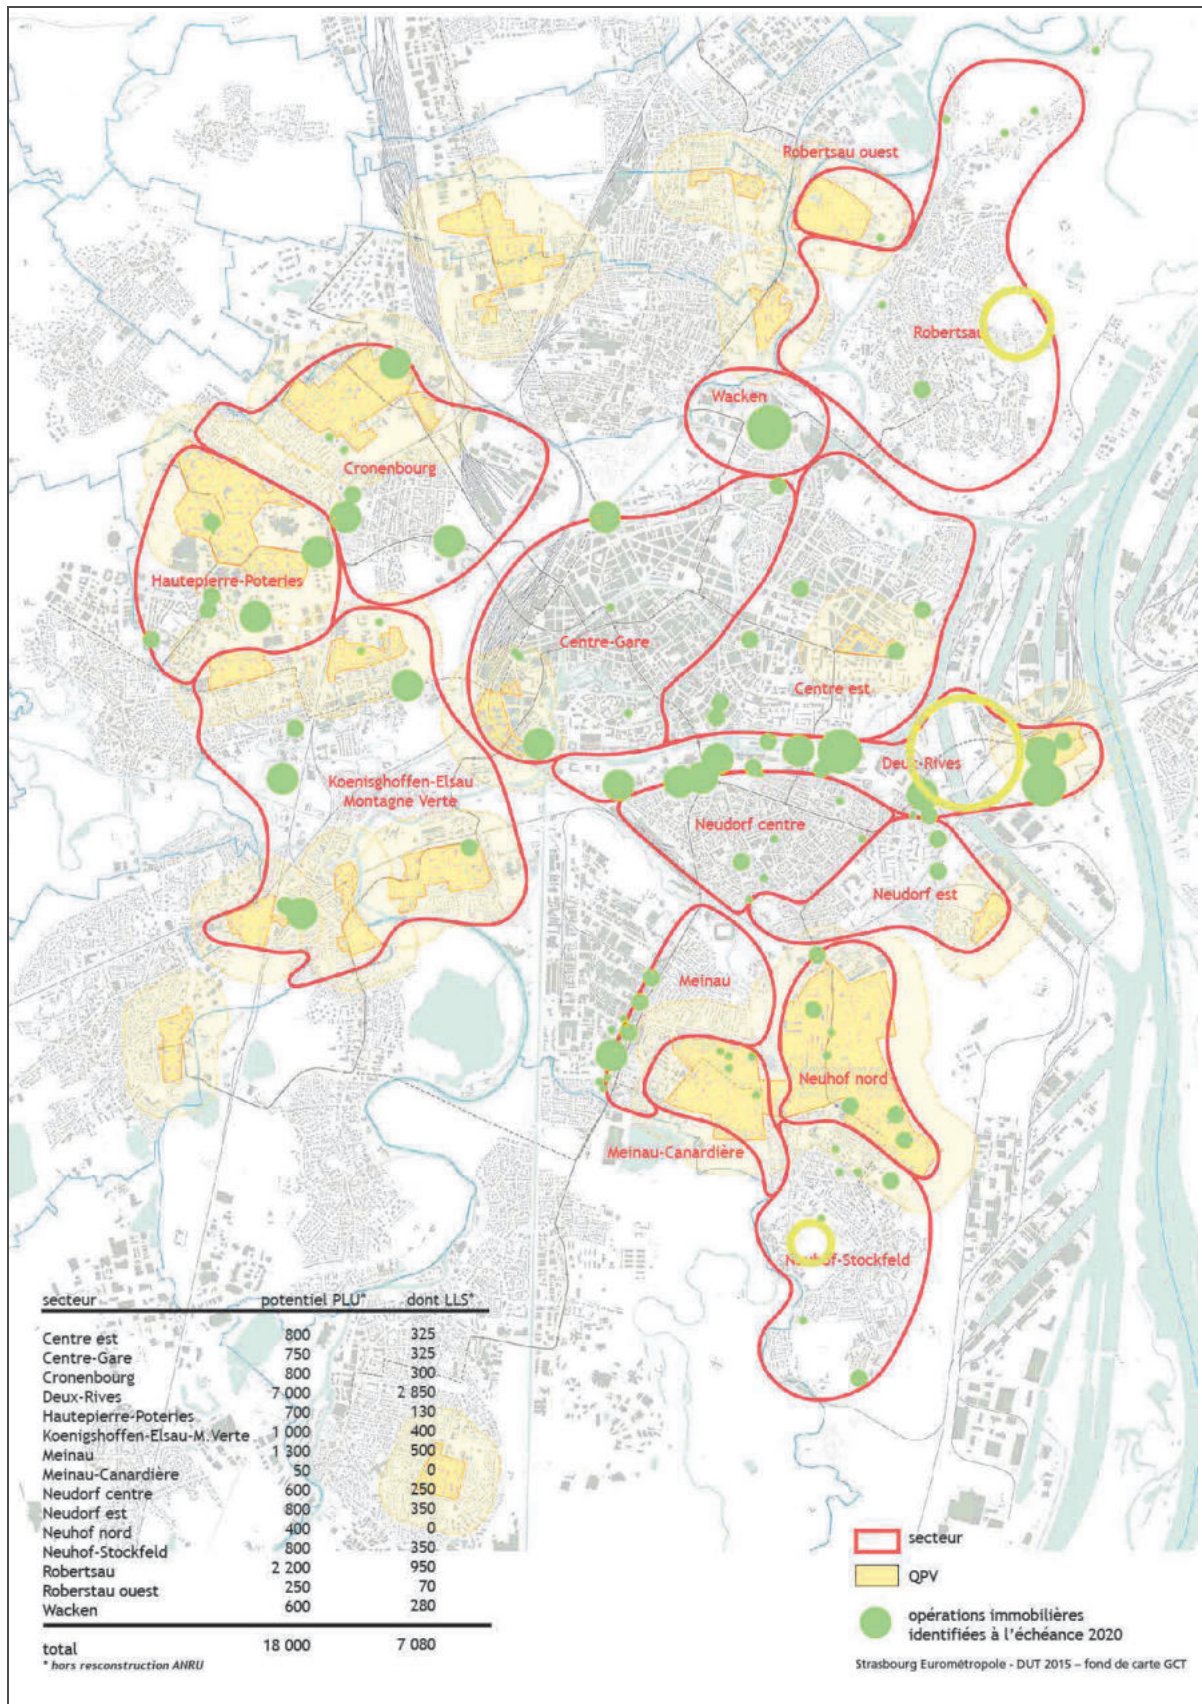 Robertsau ouest
Robertsau
Wacken
Cronenbourg
Hautepierre-Poteries
Centre-Gare
Centre est
Deux-Rives
Koenisghoffen-Elsau
Montagne Verte
Neudorf centre
Neudorf est
Meinau
Neuhof nord
Meinau-Canardière
Neuhof-Stockfeld
secteur potentiel PLU* dont LLS*
Centre est 800 325
Centre-Gare 750 325
Cronenbourg 800 300
Deux-Rives 7 000 2 850
Hautepierre-Poteries 700 130
Koenigshoffen-Elsau-M.Verte 1 000 400
Meinau 1 300 500
Meinau-Canardière 50 0
Neudorf centre 600 250
Neudorf est 800 350
Neuhof nord 400 0
Neuhof-Stockfeld 800 350
Robertsau 2 200 950
Roberstau ouest 250 70
Wacken 600 280
total 18 000 7 080
* hors resconstruction ANRU
secteur
QPV
opérations immobilières
identifiées à l'échéance 2020
Strasbourg Eurométropole - DUT 2015 – fond de carte GCT